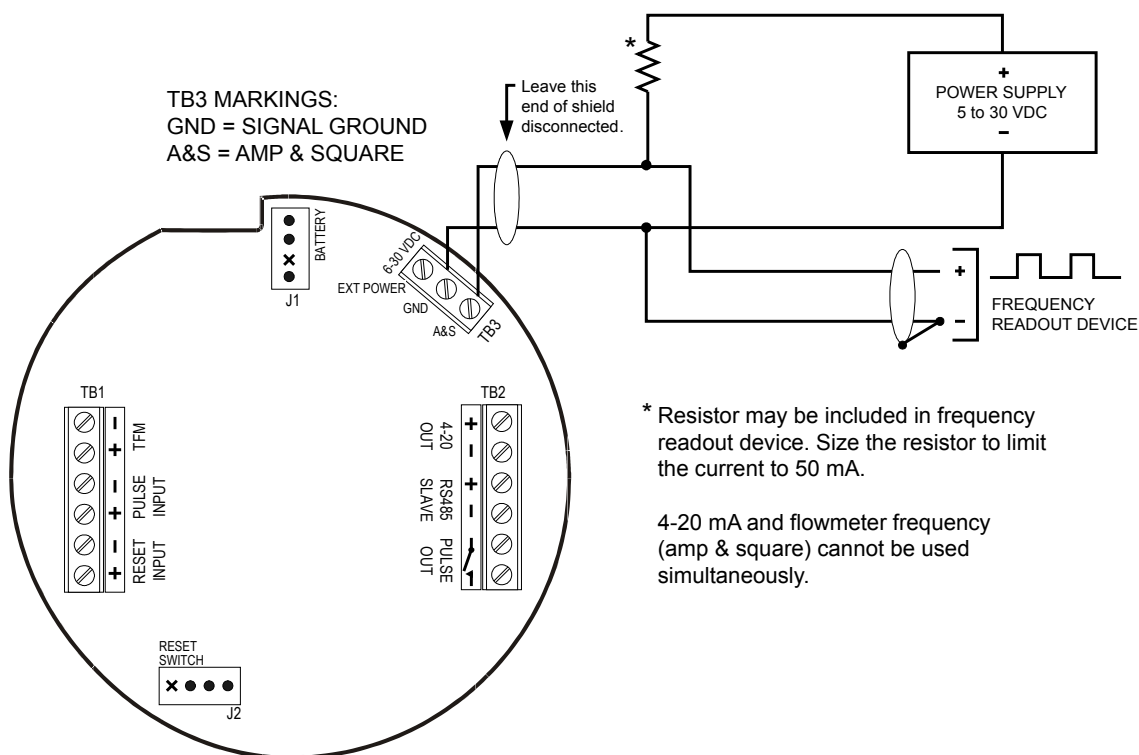 TB3 MARKINGS:
GND = SIGNAL GROUND
A&S = AMP & SQUARE
Leave this
end of shield
disconnected.
*
+
POWER SUPPLY
5 to 30 VDC
−
BATTERY
J1
6-30 VDC
EXT POWER
GND
A&S
TB3
+
−
FREQUENCY
READOUT DEVICE
TB1
−
+
TFM
−
+
PULSE
INPUT
−
+
RESET
INPUT
TB2
+
−
4-20
OUT
+
−
RS485
SLAVE
PULSE
OUT
* Resistor may be included in frequency
readout device. Size the resistor to limit
the current to 50 mA.
4-20 mA and flowmeter frequency
(amp & square) cannot be used
simultaneously.
RESET
SWITCH
J2